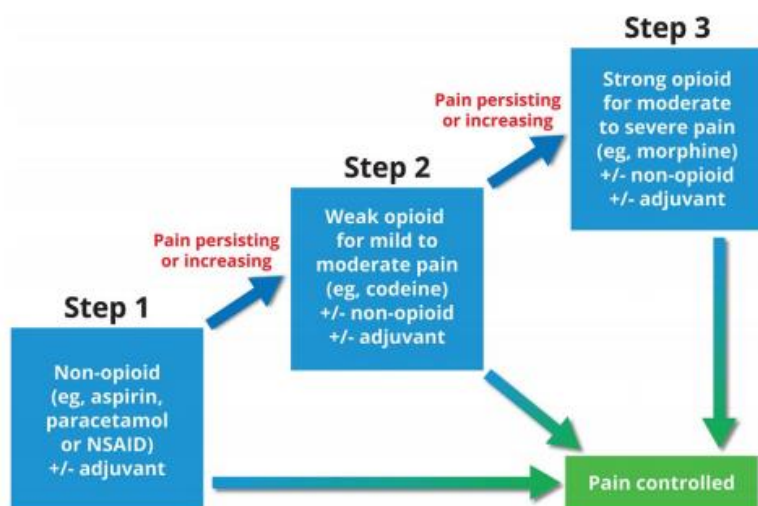 Step 1
Non-opioid
(eg, aspirin,
paracetamol
or NSAID)
+/- adjuvant
Pain persisting
or increasing
Step 2
Weak opioid
for mild to
moderate pain
(eg, codeine)
+/- non-opioid
+/- adjuvant
Pain persisting
or increasing
Step 3
Strong opioid
for moderate
to severe pain
(eg, morphine)
+/- non-opioid
+/- adjuvant
Pain controlled